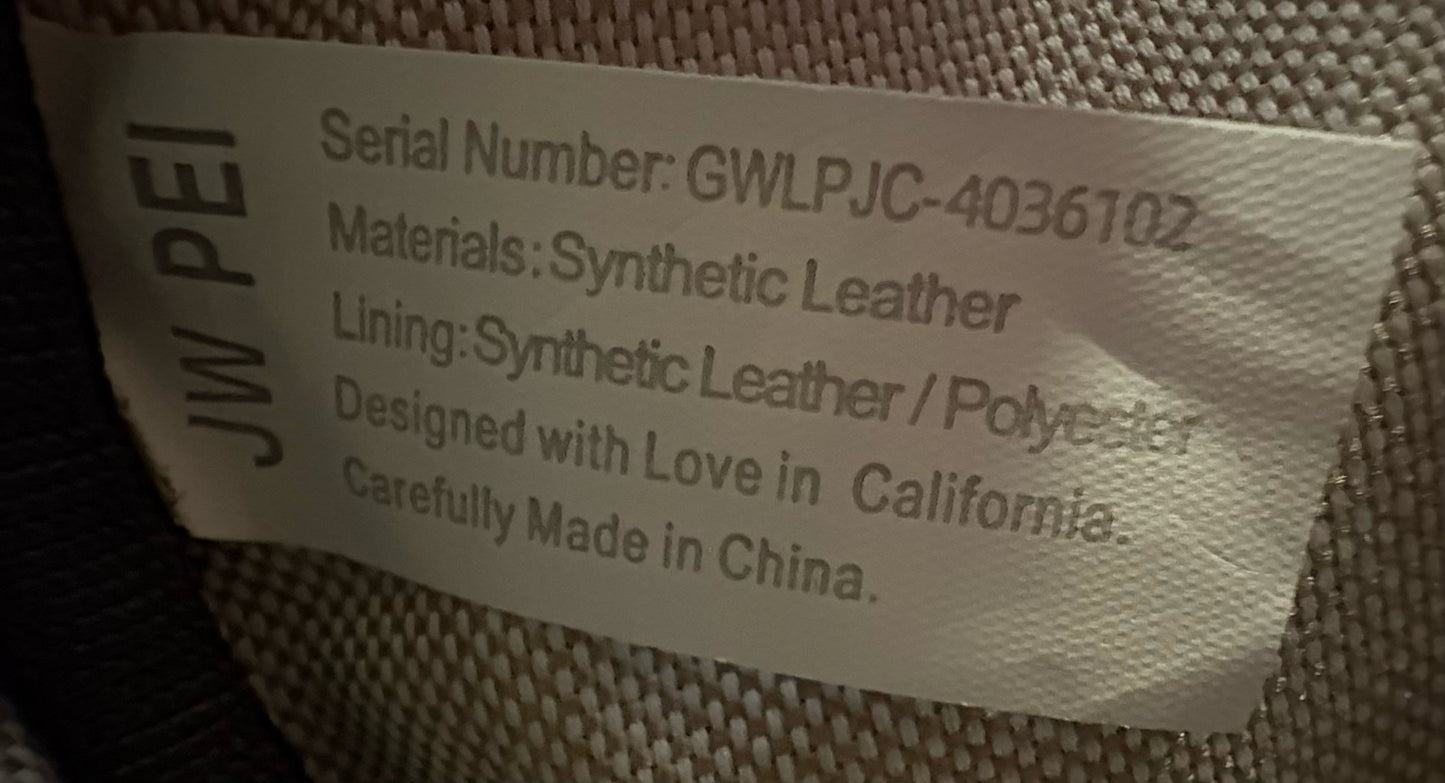 JW PEI
Serial Number: GWLPJC-4036102
Materials: Synthetic Leather
Lining: Synthetic Leather / Polycster
Designed with Love in California.
Carefully Made in China.